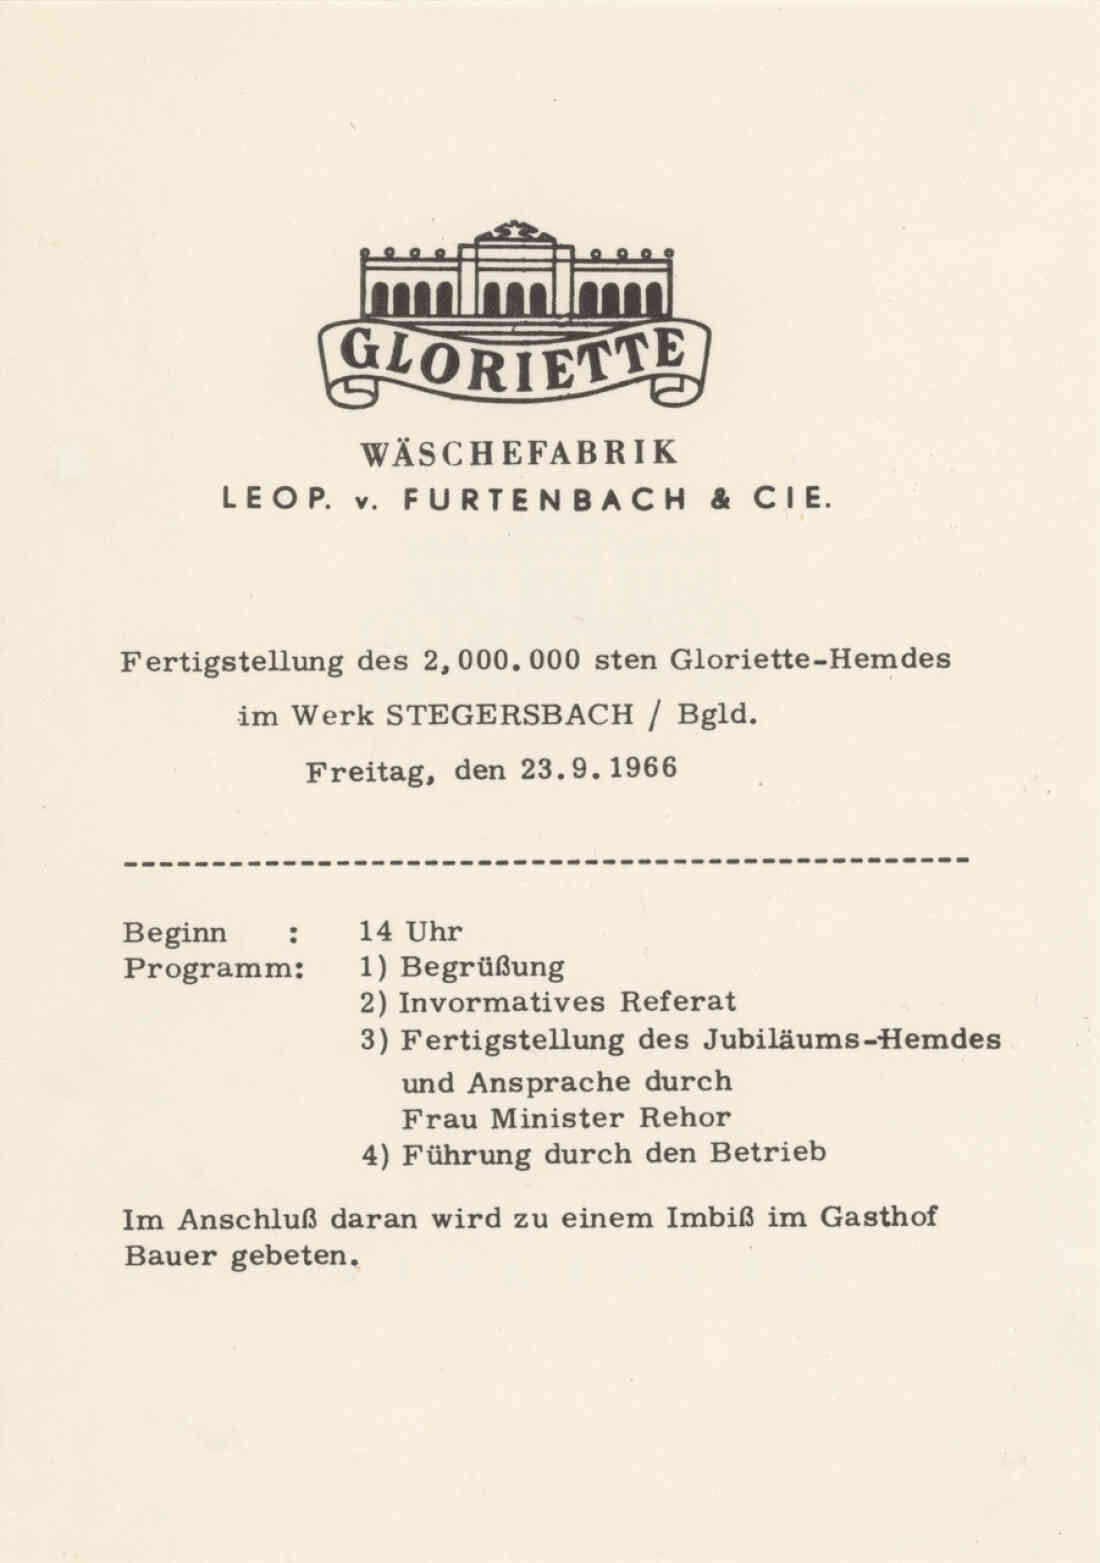 GLORIETTE
WÄSCHEFABRIK
LEOP. v. FURTENBACH & CIE.
Fertigstellung des 2,000.000 sten Gloriette-Hemdes
im Werk STEGERSBACH / Bgld.
Freitag, den 23.9.1966
Beginn : 14 Uhr
Programm: 1) Begrüßung
2) Invormatives Referat
3) Fertigstellung des Jubiläums-Hemdes
und Ansprache durch
Frau Minister Rehor
4) Führung durch den Betrieb
Im Anschluß daran wird zu einem Imbiß im Gasthof
Bauer gebeten.